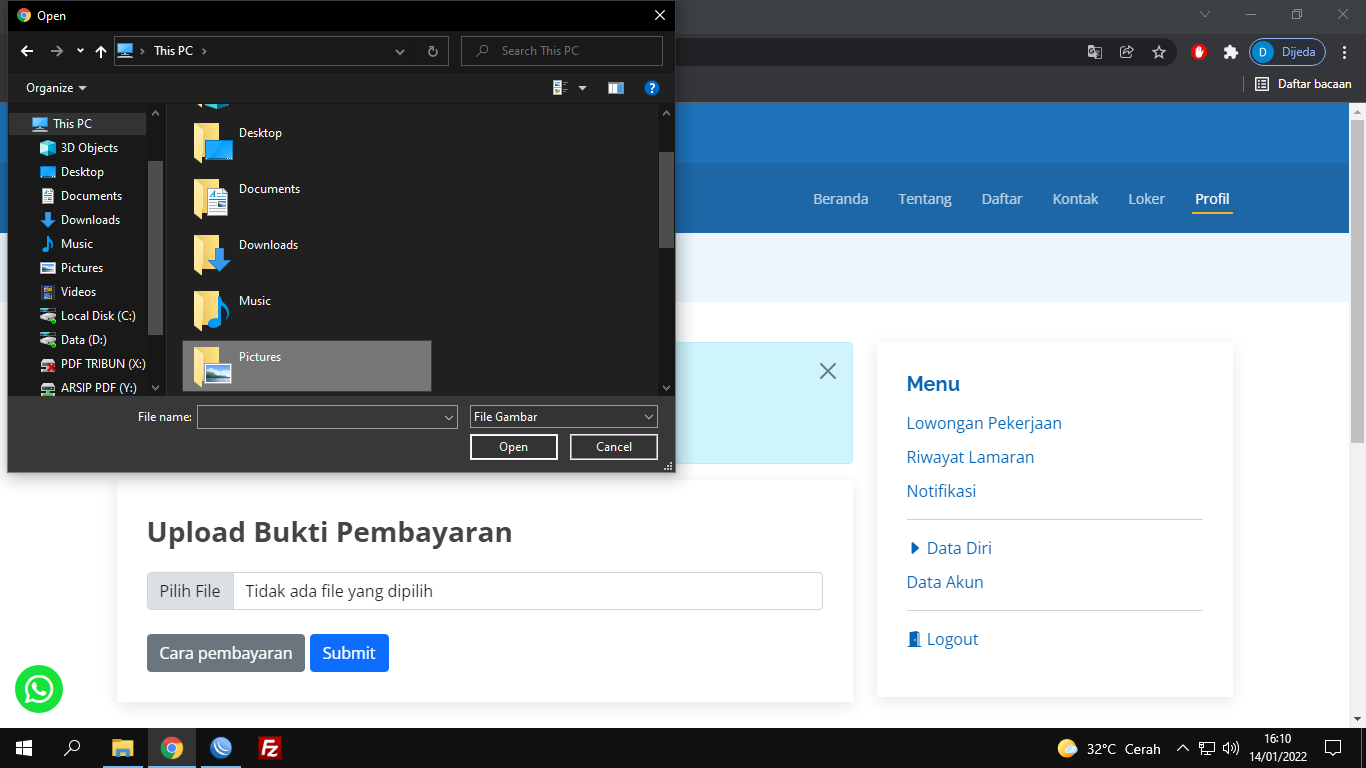 Open
This PC
Search This PC
Organize
This PC
3D Objects
Desktop
Documents
Downloads
Music
Pictures
Videos
Local Disk (C:)
Data (D:)
PDF TRIBUN (X:)
ARSIP PDF (Y:)
Desktop
Documents
Downloads
Music
Pictures
File name:
File Gambar
Open
Cancel
D Dijeda
Daftar bacaan
Beranda Tentang Daftar Kontak Loker Profil
Upload Bukti Pembayaran
Pilih File Tidak ada file yang dipilih
Cara pembayaran Submit
Menu
Lowongan Pekerjaan
Riwayat Lamaran
Notifikasi
Data Diri
Data Akun
Logout
Fz
32°C Cerah
16:10
14/01/2022